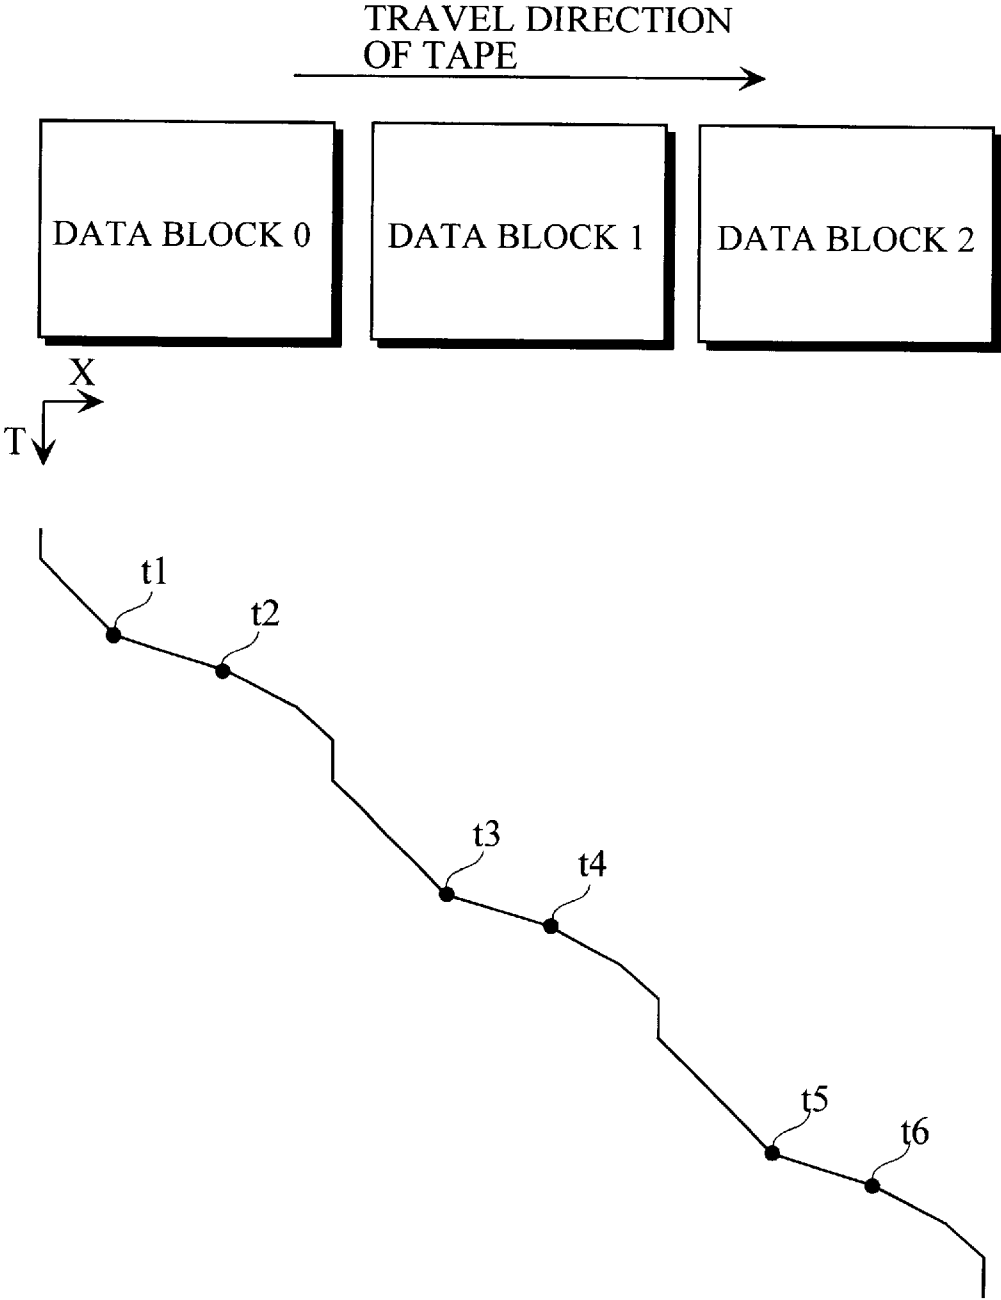 TRAVEL DIRECTION
OF TAPE
DATA BLOCK 0
DATA BLOCK 1
DATA BLOCK 2
X
T
t1
t2
t3
t4
t5
t6